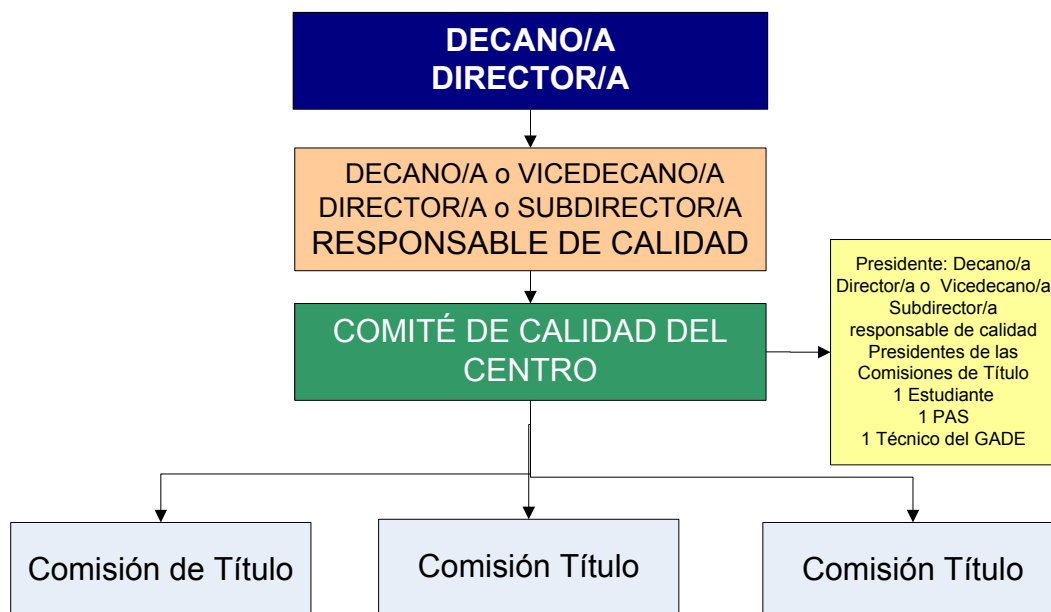 DECANO/A
DIRECTOR/A
DECANO/A o VICEDECANO/A
DIRECTOR/A o SUBDIRECTOR/A
RESPONSABLE DE CALIDAD
COMITÉ DE CALIDAD DEL
CENTRO
Presidente: Decano/a
Director/a o Vicedecano/a
Subdirector/a
responsable de calidad
Presidentes de las
Comisiones de Título
1 Estudiante
1 PAS
1 Técnico del GADE
Comisión de Título
Comisión Título
Comisión Título